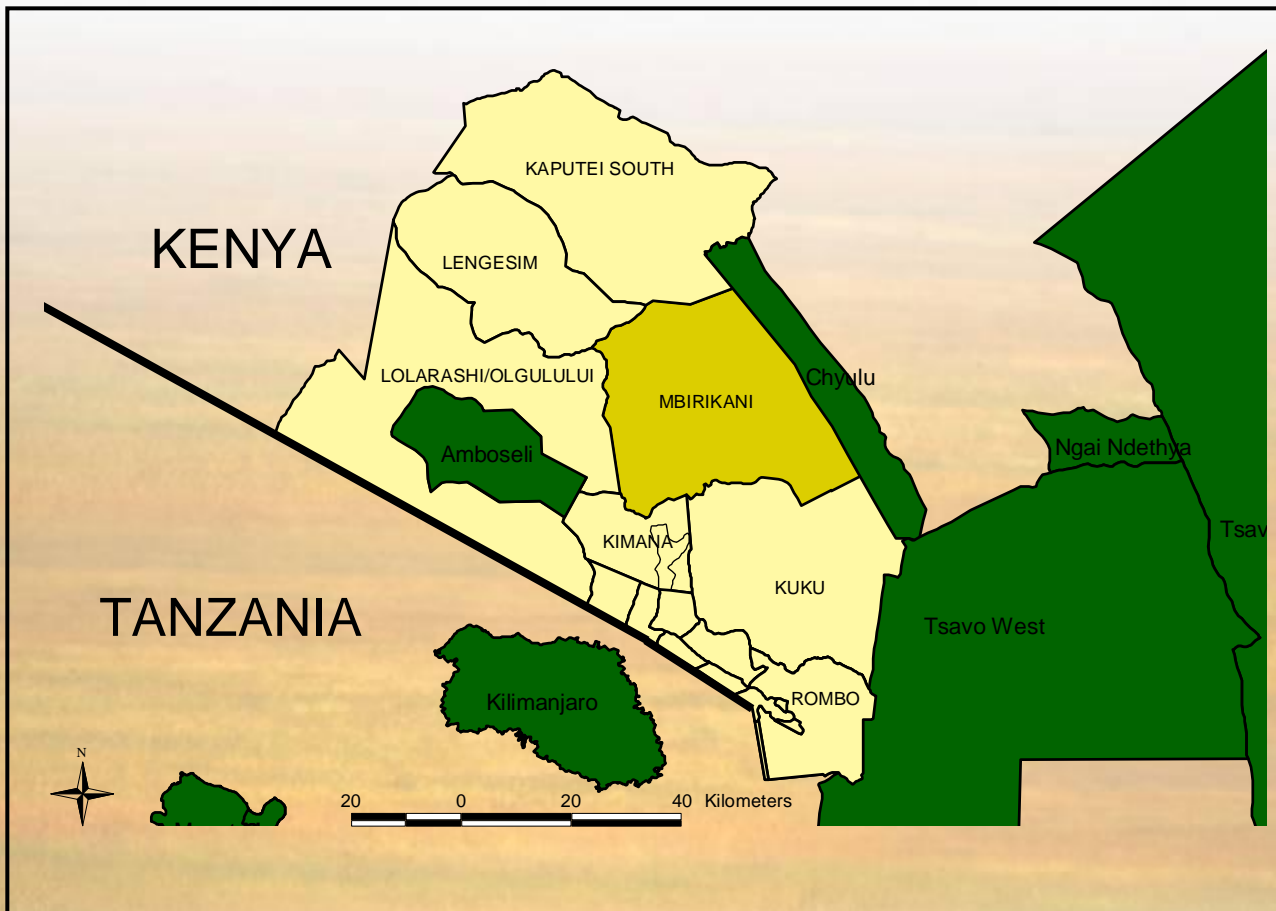 KAPUTEI SOUTH
KENYA
LENGESIM
LOLARASHI/OLGULULUI
Chyulu
MBIRIKANI
Amboseli
Ngai Ndethya
Tsav
KIMANA
KUKU
TANZANIA
Tsavo West
Kilimanjaro
ROMBO
N
20 0 20 40 Kilometers